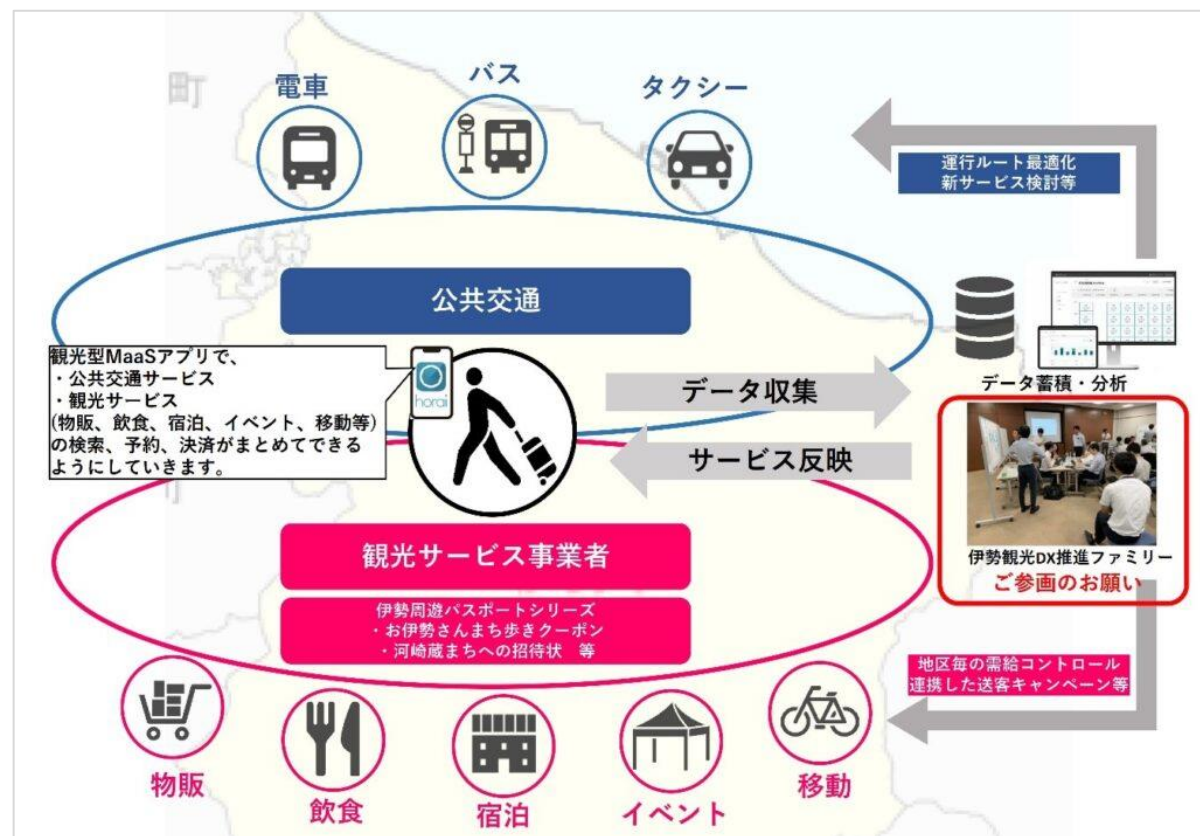 町
電車
バス
タクシー
運行ルート最適化
新サービス検討等
公共交通
観光型MaaSアプリで、
・公共交通サービス
・観光サービス
(物販、飲食、宿泊、イベント、移動等)
の検索、予約、決済がまとめてできる
ようにしていきます。
horai
データ収集
サービス反映
データ蓄積・分析
伊勢観光DX推進ファミリー
ご参画のお願い
観光サービス事業者
伊勢周遊パスポートシリーズ
・お伊勢さんまち歩きクーポン
・河崎蔵まちへの招待状 等
地区毎の需給コントロール
連携した送客キャンペーン等
物販
飲食
宿泊
イベント
移動